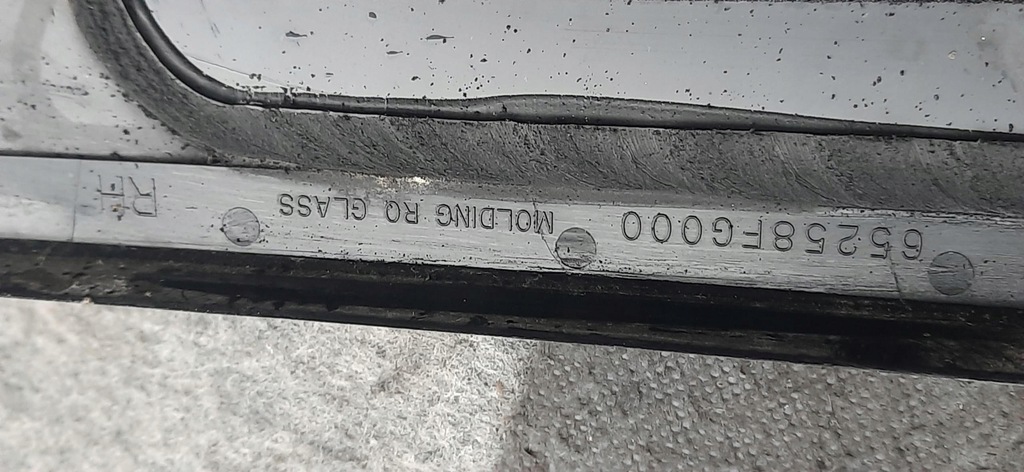 65258FG000 MOLDING RQ GLASS RH